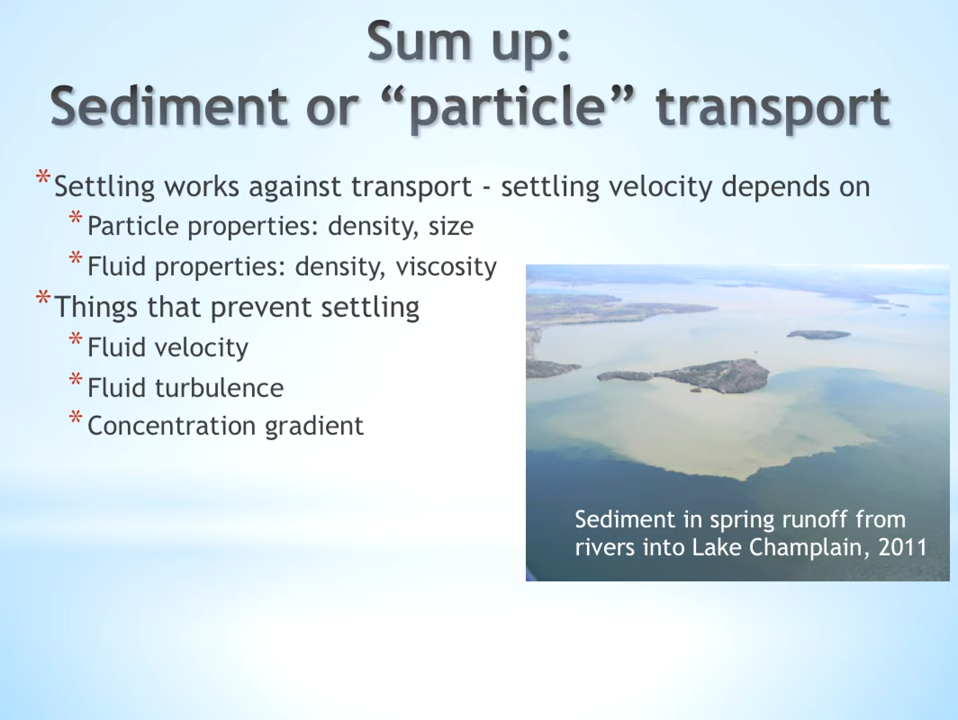 Sum up:
Sediment or “particle” transport
* Settling works against transport - settling velocity depends on
* Particle properties: density, size
* Fluid properties: density, viscosity
* Things that prevent settling
* Fluid velocity
* Fluid turbulence
* Concentration gradient
Sediment in spring runoff from
rivers into Lake Champlain, 2011